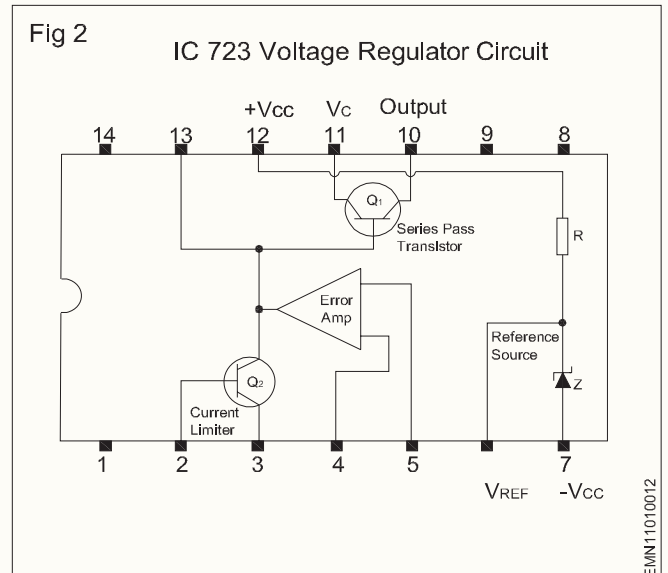 Fig 2
IC 723 Voltage Regulator Circuit
+Vcc Vc Output
14 13 12 11 10 9 8
Q1
Series Pass
Transistor
R
Error
Amp
Reference
Source
Q2
Z
Current
Limiter
1 2 3 4 5 7
VREF -Vcc
EMN11010012